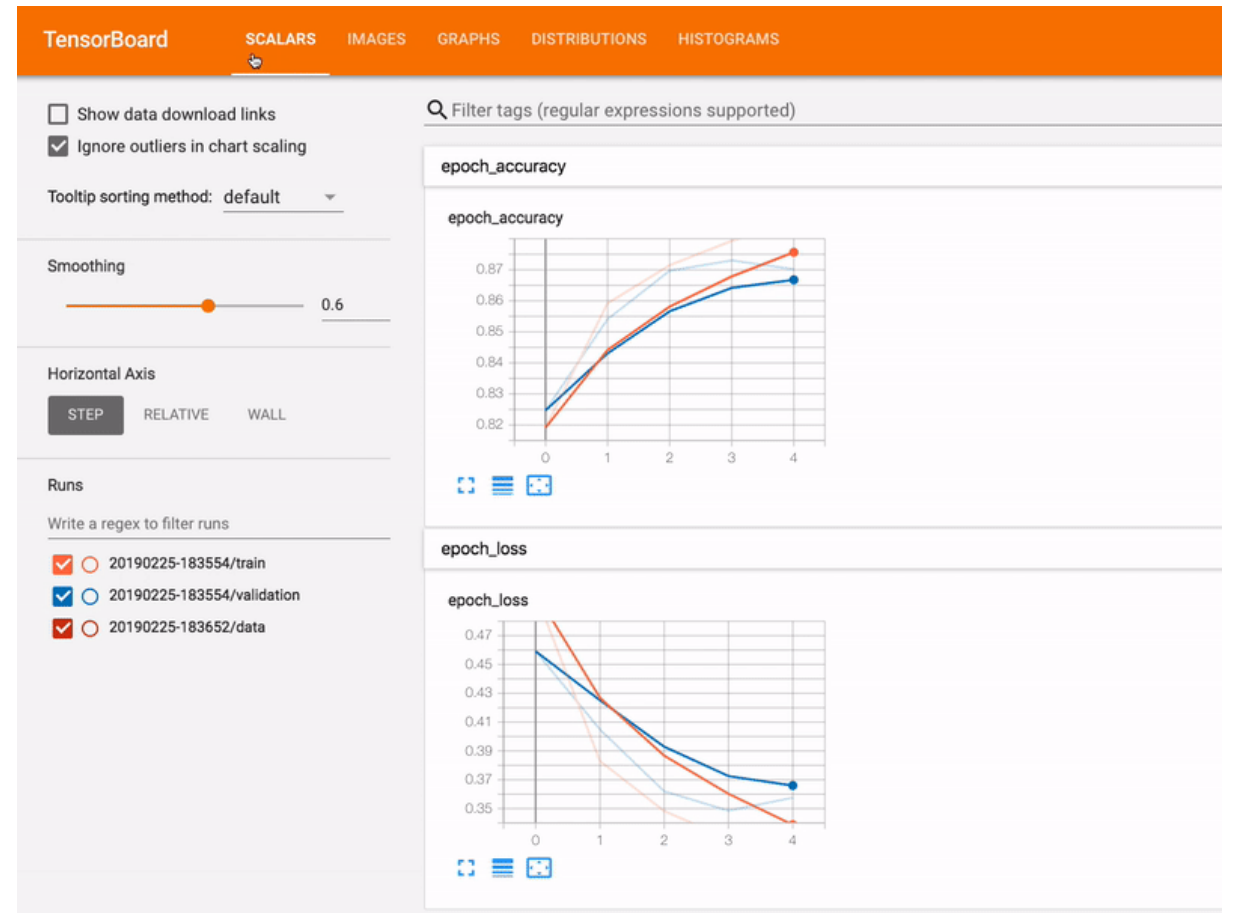 TensorBoard SCALARS IMAGES GRAPHS DISTRIBUTIONS HISTOGRAMS
Show data download links
Ignore outliers in chart scaling
Tooltip sorting method: default
Smoothing
0.6
Horizontal Axis
STEP RELATIVE WALL
Runs
Write a regex to filter runs
20190225-183554/train
20190225-183554/validation
20190225-183652/data
Filter tags (regular expressions supported)
epoch_accuracy
epoch_accuracy
0.87
0.86
0.85
0.84
0.83
0.82
0 1 2 3 4
epoch_loss
epoch_loss
0.47
0.45
0.43
0.41
0.39
0.37
0.35
0 1 2 3 4